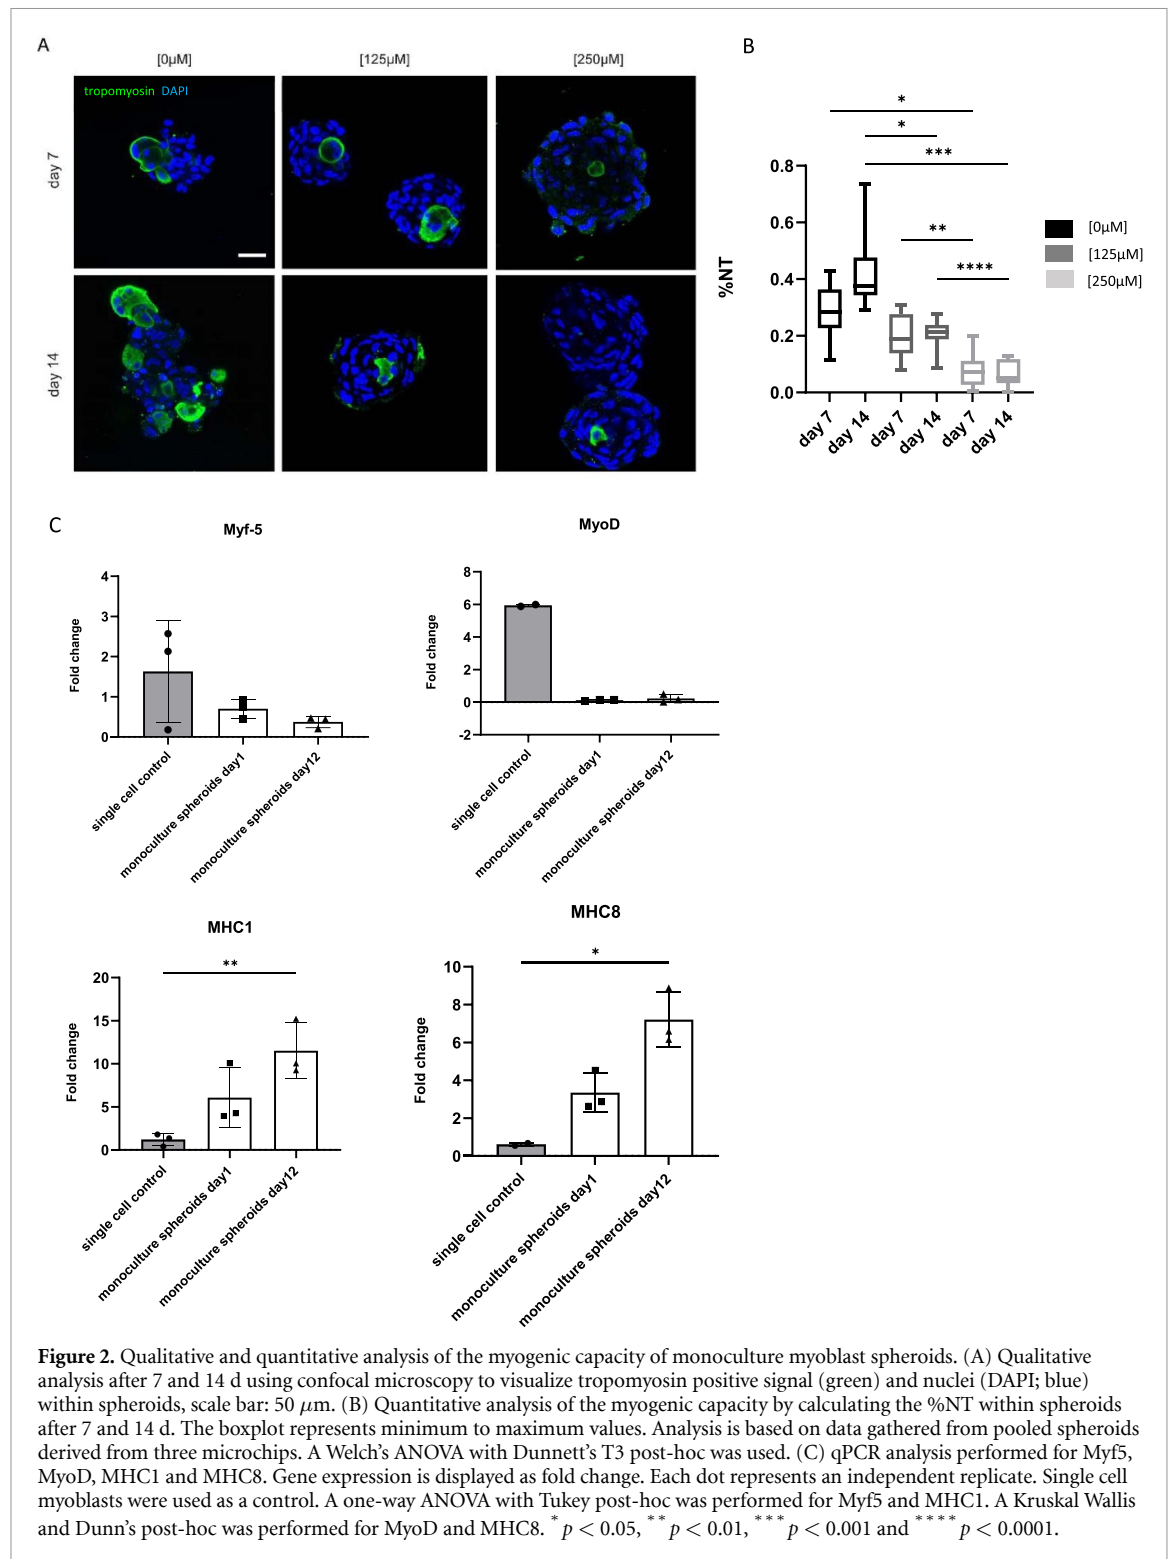 A
[0µM]
[125µM]
[250µM]
tropomyosin DAPI
day 7
day 14
B
*
*
***
**
****
%NT
0.8
0.6
0.4
0.2
0.0
day 7
day 14
day 7
day 14
day 7
day 14
[0µM]
[125µM]
[250µM]
C
Myf-5
Fold change
4
3
2
1
0
single cell control
monoculture spheroids day1
monoculture spheroids day12
MyoD
Fold change
8
6
4
2
0
-2
single cell control
monoculture spheroids day1
monoculture spheroids day12
MHC1
**
Fold change
20
15
10
5
0
single cell control
monoculture spheroids day1
monoculture spheroids day12
MHC8
*
Fold change
10
8
6
4
2
0
single cell control
monoculture spheroids day1
monoculture spheroids day12
Figure 2. Qualitative and quantitative analysis of the myogenic capacity of monoculture myoblast spheroids. (A) Qualitative
analysis after 7 and 14 d using confocal microscopy to visualize tropomyosin positive signal (green) and nuclei (DAPI; blue)
within spheroids, scale bar: 50 µm. (B) Quantitative analysis of the myogenic capacity by calculating the %NT within spheroids
after 7 and 14 d. The boxplot represents minimum to maximum values. Analysis is based on data gathered from pooled spheroids
derived from three microchips. A Welch's ANOVA with Dunnett's T3 post-hoc was used. (C) qPCR analysis performed for Myf5,
MyoD, MHC1 and MHC8. Gene expression is displayed as fold change. Each dot represents an independent replicate. Single cell
myoblasts were used as a control. A one-way ANOVA with Tukey post-hoc was performed for Myf5 and MHC1. A Kruskal Wallis
and Dunn's post-hoc was performed for MyoD and MHC8. * p < 0.05, ** p < 0.01, *** p < 0.001 and **** p < 0.0001.